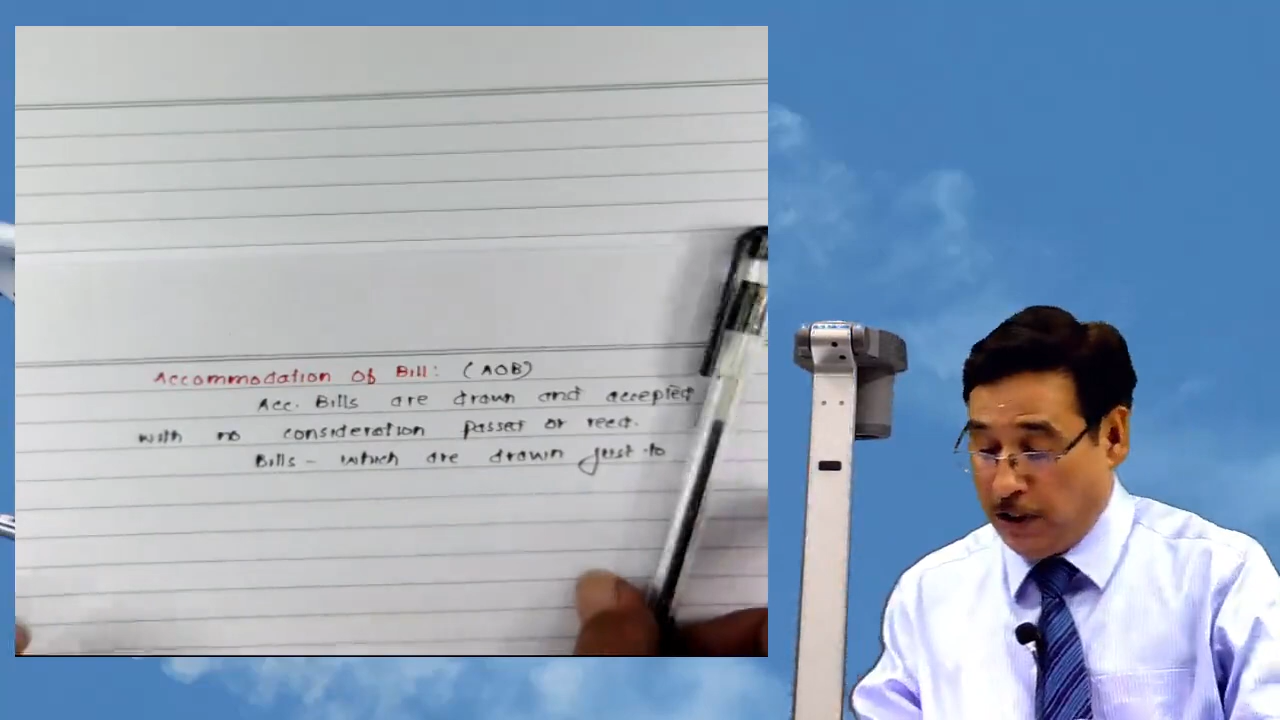 Accommodation of Bill: (AOB)
Acc. Bills are drawn and accepted
with no consideration passed or recd.
Bills - which are drawn just to